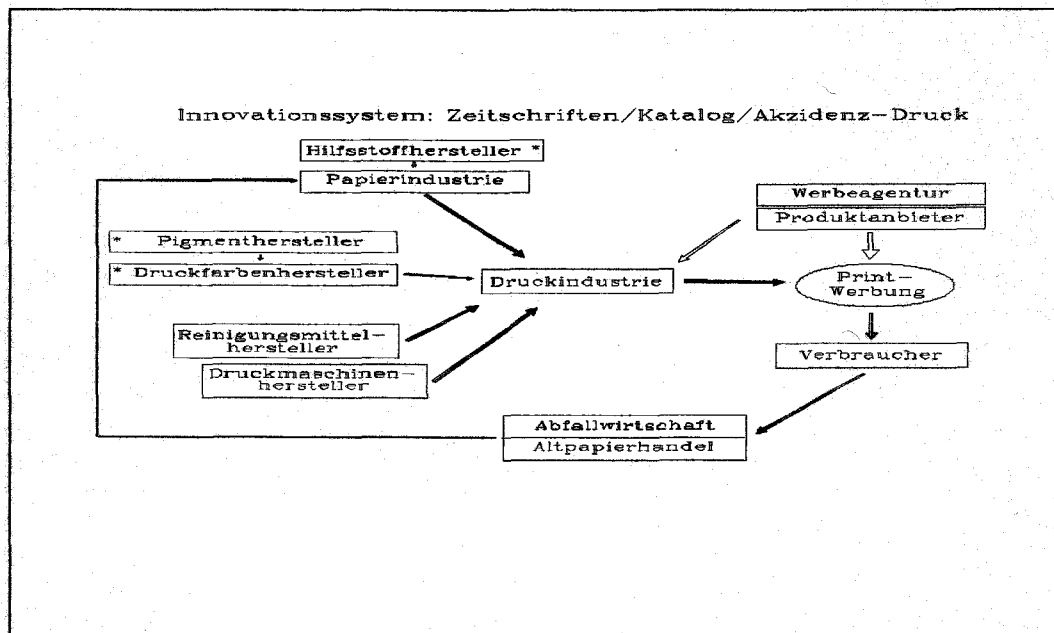 Innovationssystem: Zeitschriften/Katalog/Akzidenz-Druck
Hilfsstoffhersteller *
Papierindustrie
Werbeagentur
Produktanbieter
* Pigmenthersteller
* Druckfarbenhersteller
Druckindustrie
Print-
Werbung
Reinigungsmittel-
hersteller
Druckmaschinen-
hersteller
Verbraucher
Abfallwirtschaft
Altpapierhandel